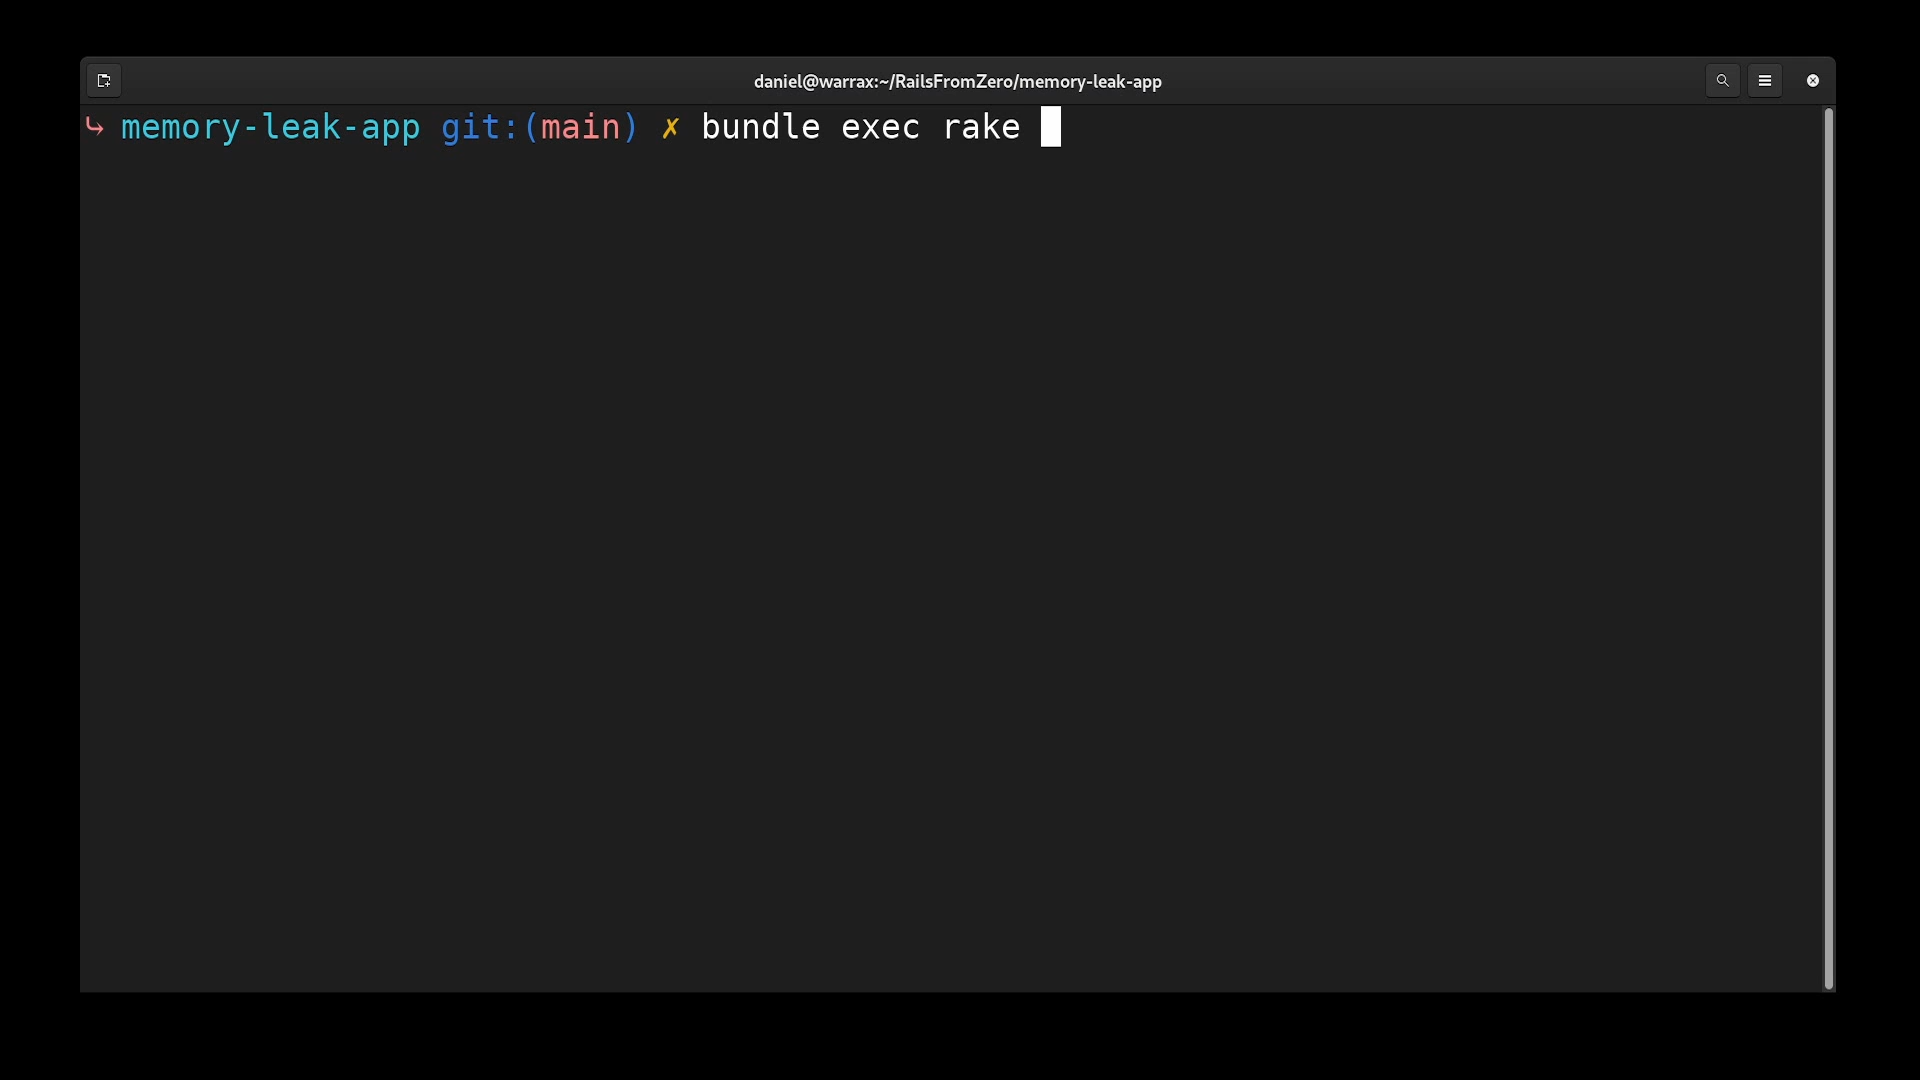 daniel@warrax:~/RailsFromZero/memory-leak-app
⤷ memory-leak-app git:(main) ✗ bundle exec rake